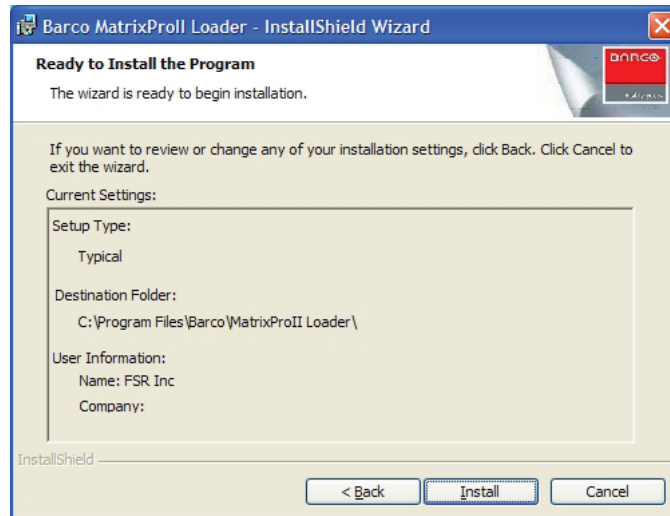 Barco MatrixProII Loader - InstallShield Wizard
Ready to Install the Program
The wizard is ready to begin installation.
BARCO
If you want to review or change any of your installation settings, click Back. Click Cancel to
exit the wizard.
Current Settings:
Setup Type:
Typical
Destination Folder:
C:\Program Files\Barco\MatrixProII Loader\
User Information:
Name: FSR Inc
Company:
InstallShield
< Back
Install
Cancel